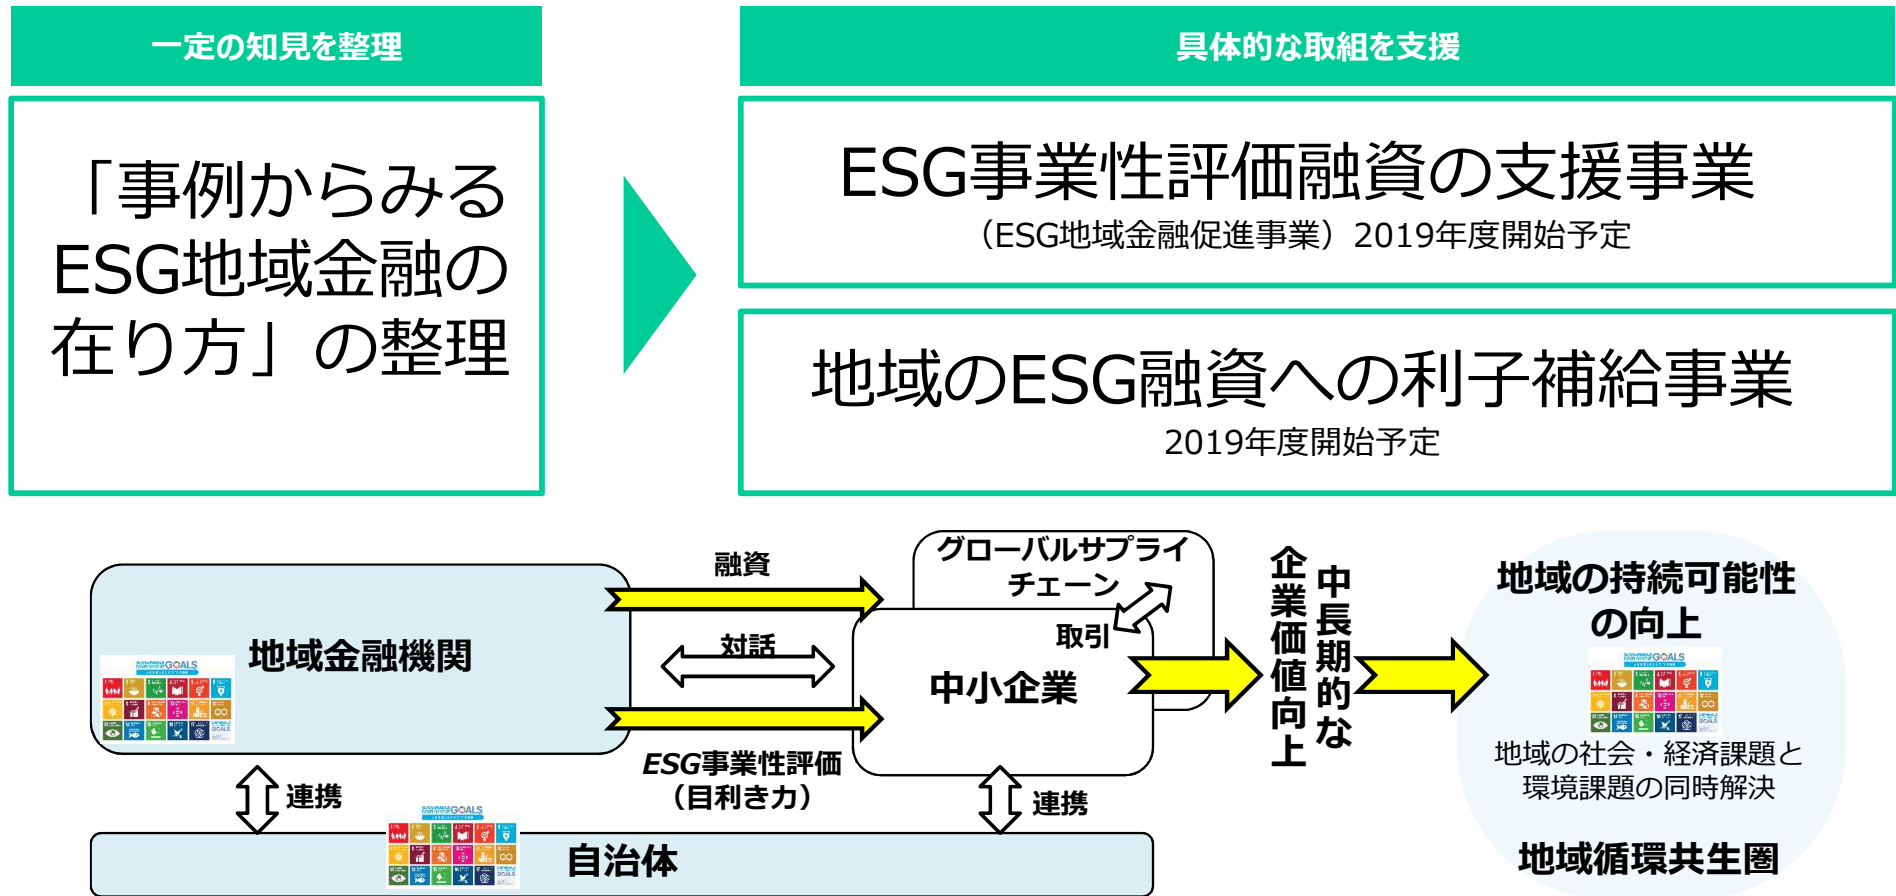 一定の知見を整理
具体的な取組を支援
「事例からみる
ESG地域金融の
在り方」の整理
ESG事業性評価融資の支援事業
（ESG地域金融促進事業）2019年度開始予定
地域のESG融資への利子補給事業
2019年度開始予定
地域金融機関
SUSTAINABLE DEVELOPMENT GOALS
融資
対話
ESG事業性評価
（目利き力）
グローバルサプライ
チェーン
取引
中小企業
中長期的な
企業価値向上
地域の持続可能性
の向上
SUSTAINABLE DEVELOPMENT GOALS
地域の社会・経済課題と
環境課題の同時解決
地域循環共生圏
連携
連携
SUSTAINABLE DEVELOPMENT GOALS
自治体